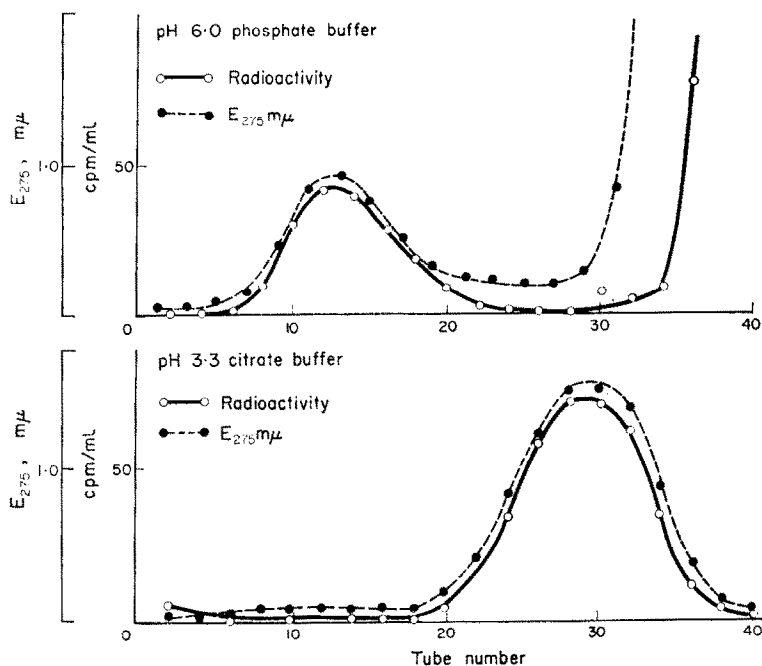 pH 6·0 phosphate buffer
Radioactivity
E275 mμ
E275, mμ
1·0
cpm/ml
50
0
10
20
30
40
pH 3·3 citrate buffer
Radioactivity
E275mμ
E275, mμ
1·0
cpm/ml
50
0
10
20
30
40
Tube number